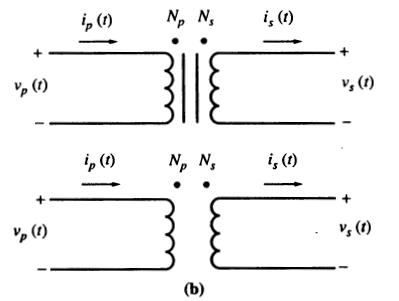 i_p (t) N_p N_s i_s (t)
+ +
v_p (t) v_s (t)
− −
i_p (t) N_p N_s i_s (t)
+ +
v_p (t) v_s (t)
− −
(b)